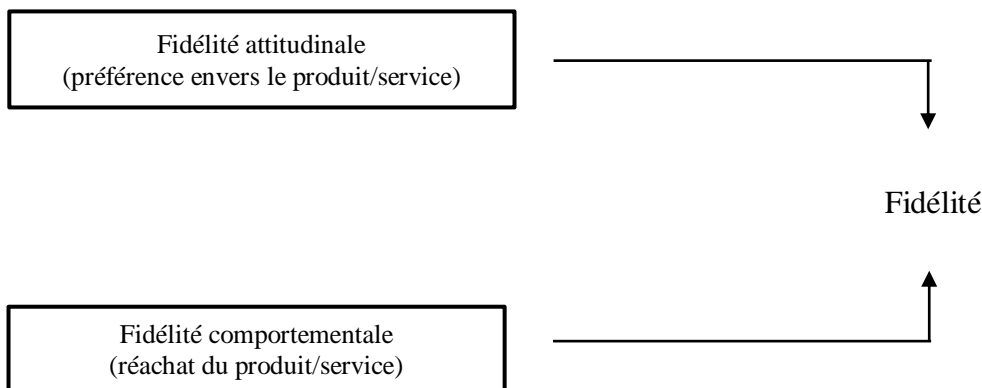 Fidélité attitudinale
(préférence envers le produit/service)
Fidélité
Fidélité comportementale
(réachat du produit/service)